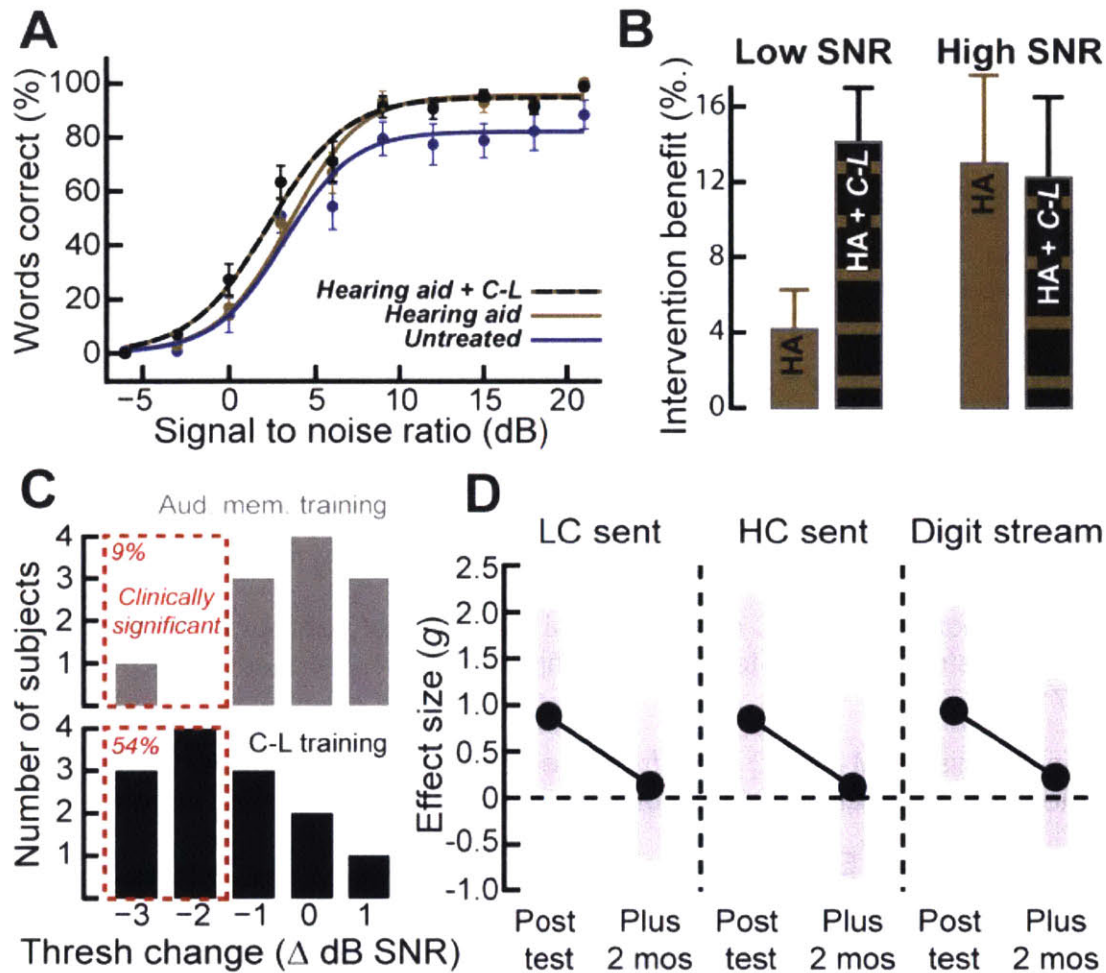 A
Words correct (%)
100
80
60
40
20
0
Hearing aid + C-L
Hearing aid
Untreated
−5 0 5 10 15 20
Signal to noise ratio (dB)
B
Low SNR High SNR
Intervention benefit (%.)
16
12
8
4
0
HA
HA + C-L
HA
HA + C-L
C
Aud. mem. training
Number of subjects
4
3
2
1
9%
Clinically
significant
4
3
2
1
54%
C-L training
−3 −2 −1 0 1
Thresh change (Δ dB SNR)
D
LC sent HC sent Digit stream
Effect size (g)
2.5
2.0
1.5
1.0
0.5
0
-0.5
-1.0
Post Plus Post Plus Post Plus
test 2 mos test 2 mos test 2 mos